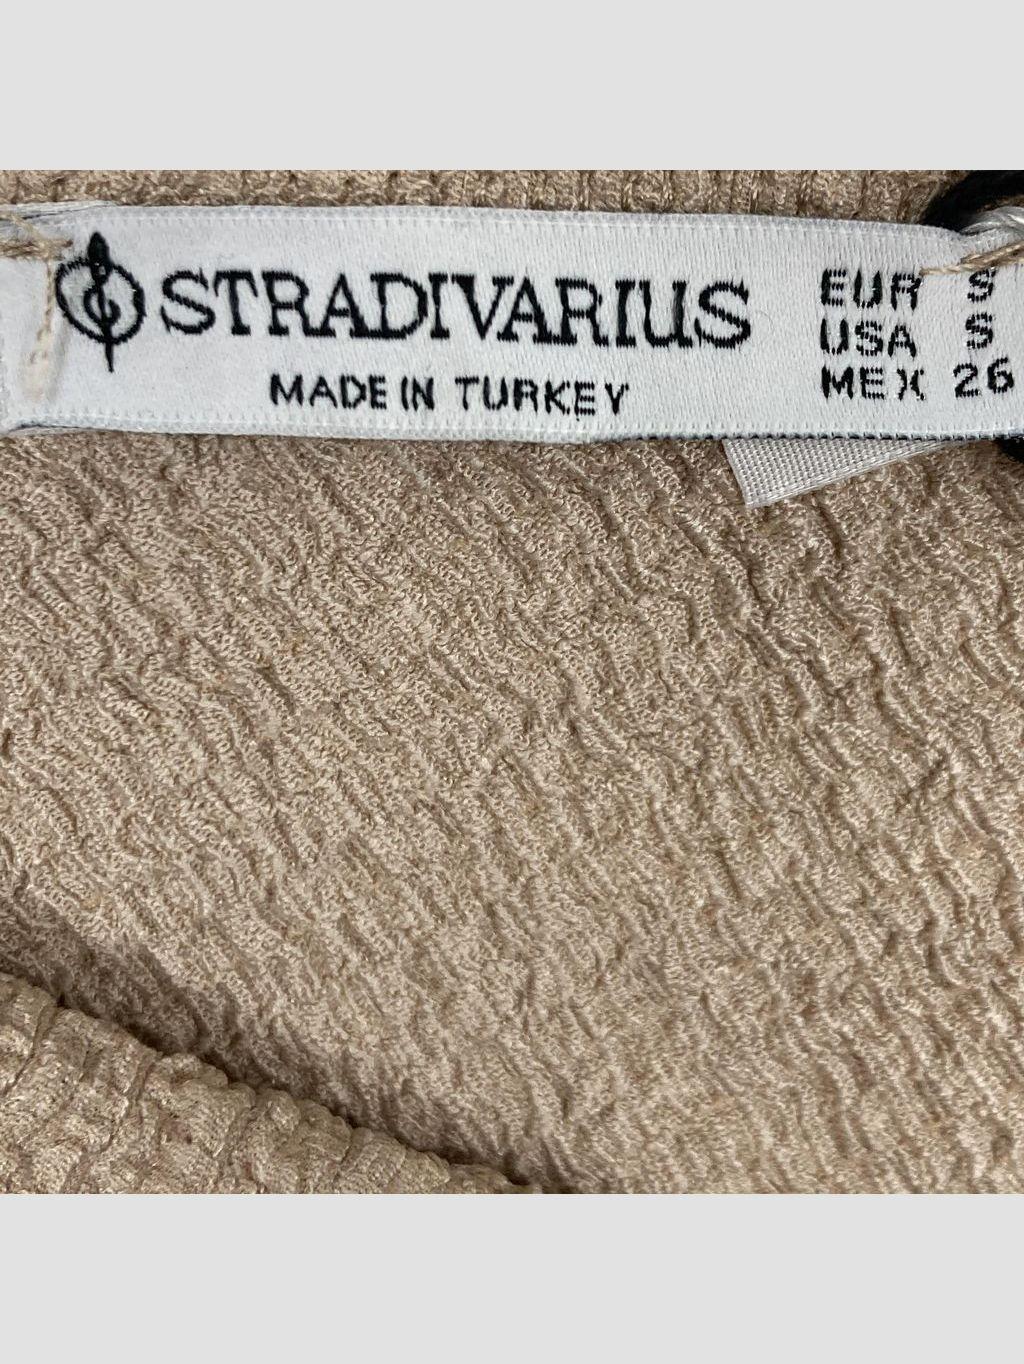 STRADIVARIUS
MADE IN TURKEY
EUR S
USA S
MEX 26